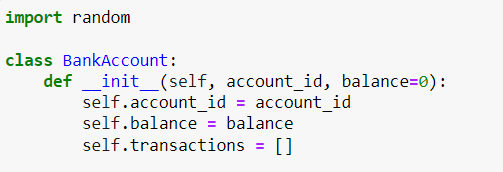 import random
class BankAccount:
    def __init__(self, account_id, balance=0):
        self.account_id = account_id
        self.balance = balance
        self.transactions = []